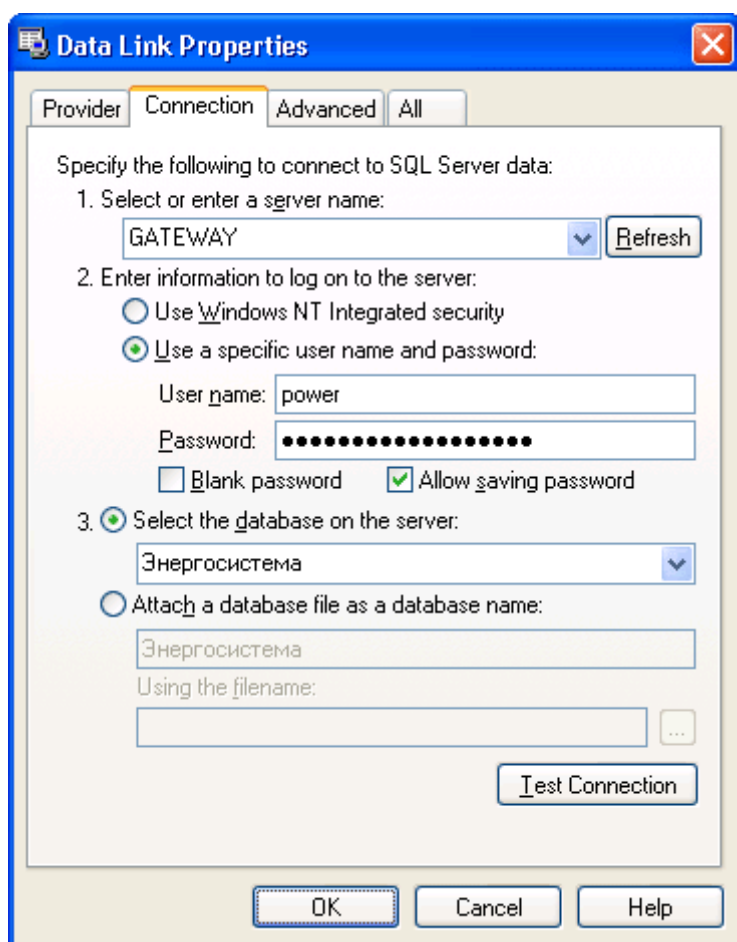 Data Link Properties
Provider Connection Advanced All
Specify the following to connect to SQL Server data:
1. Select or enter a server name:
GATEWAY Refresh
2. Enter information to log on to the server:
Use Windows NT Integrated security
Use a specific user name and password:
User name: power
Password: ●●●●●●●●●●●●●●●●●●
Blank password Allow saving password
3. Select the database on the server:
Энергосистема
Attach a database file as a database name:
Энергосистема
Using the filename:
...
Test Connection
OK Cancel Help